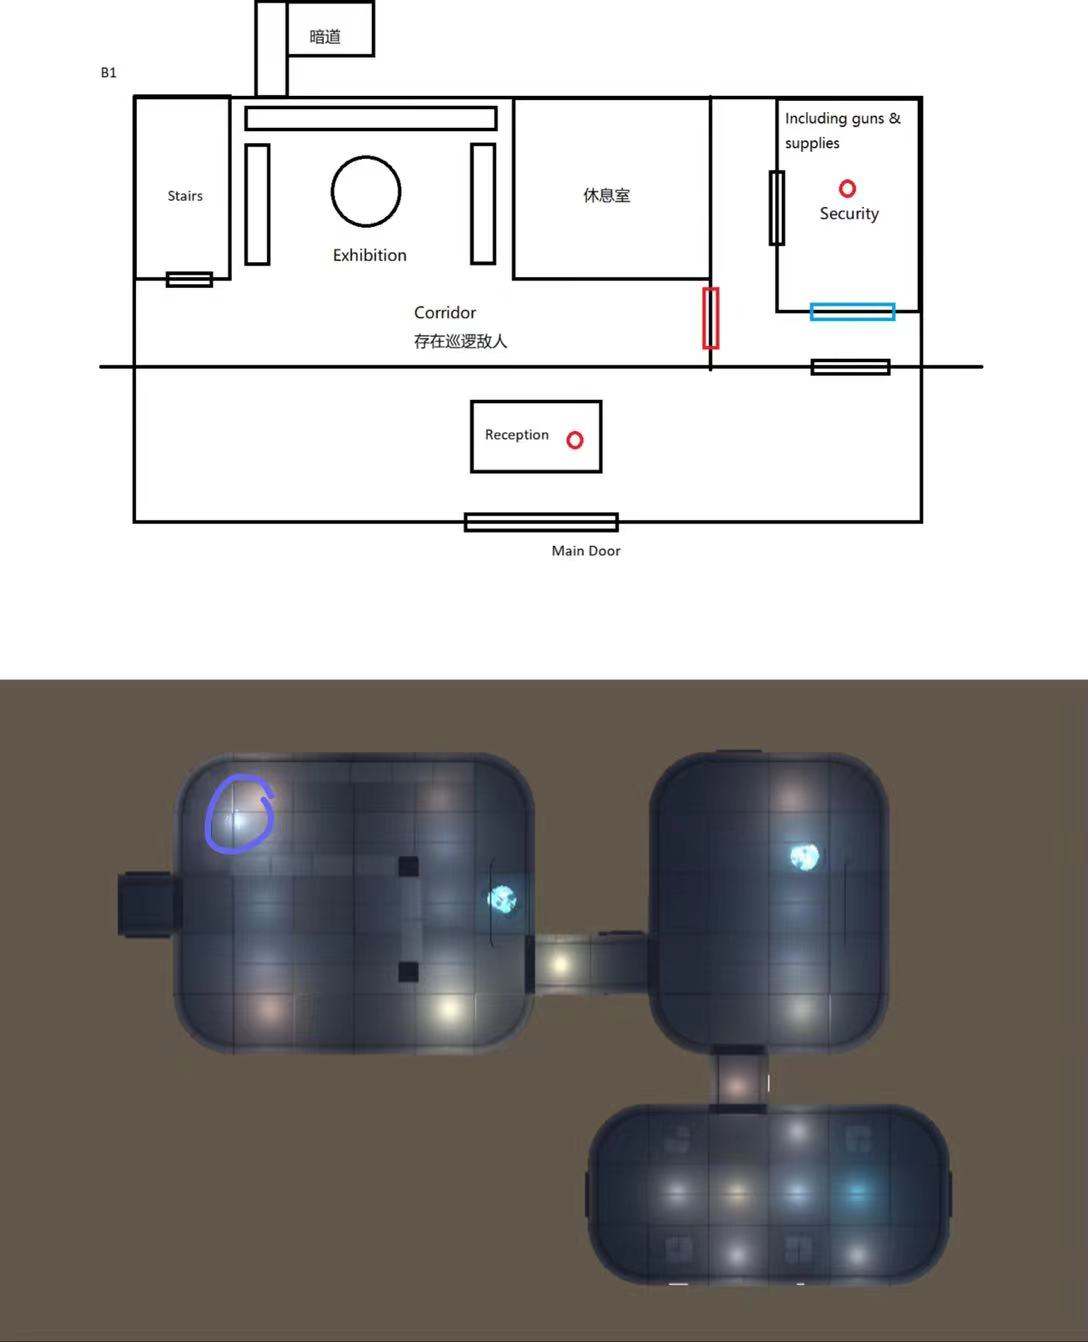 暗道
B1
Including guns &
supplies
Stairs
休息室
Security
Exhibition
Corridor
存在巡逻敌人
Reception
Main Door